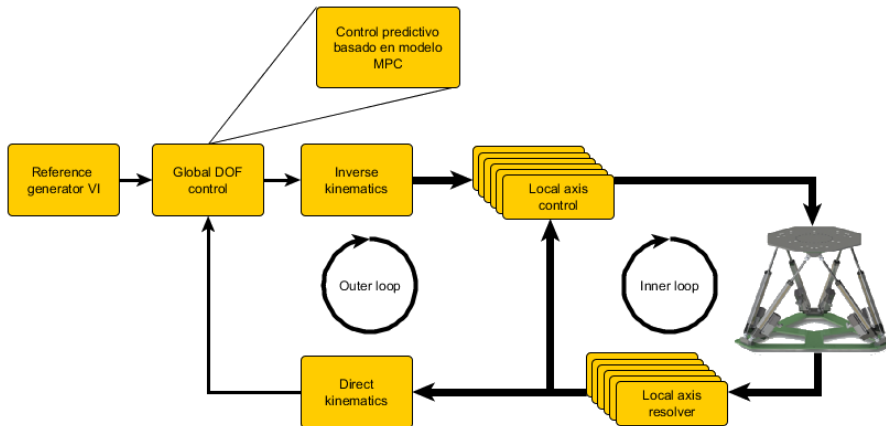 Control predictivo
basado en modelo
MPC
Reference
generator VI
Global DOF
control
Inverse
kinematics
Local axis
control
Outer loop
Inner loop
Direct
kinematics
Local axis
resolver